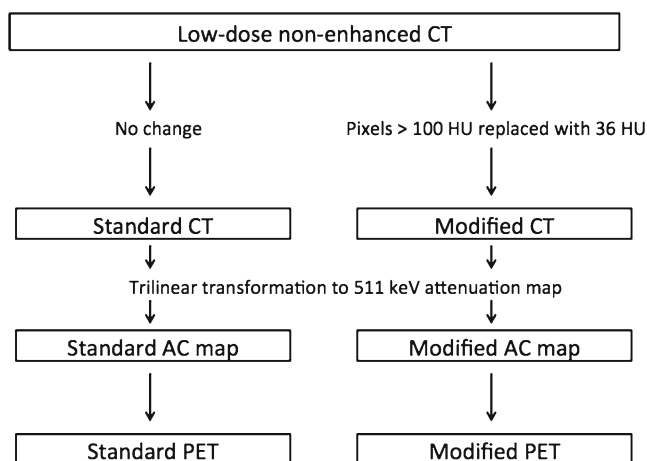 Low-dose non-enhanced CT
No change
Pixels > 100 HU replaced with 36 HU
Standard CT
Modified CT
Trilinear transformation to 511 keV attenuation map
Standard AC map
Modified AC map
Standard PET
Modified PET